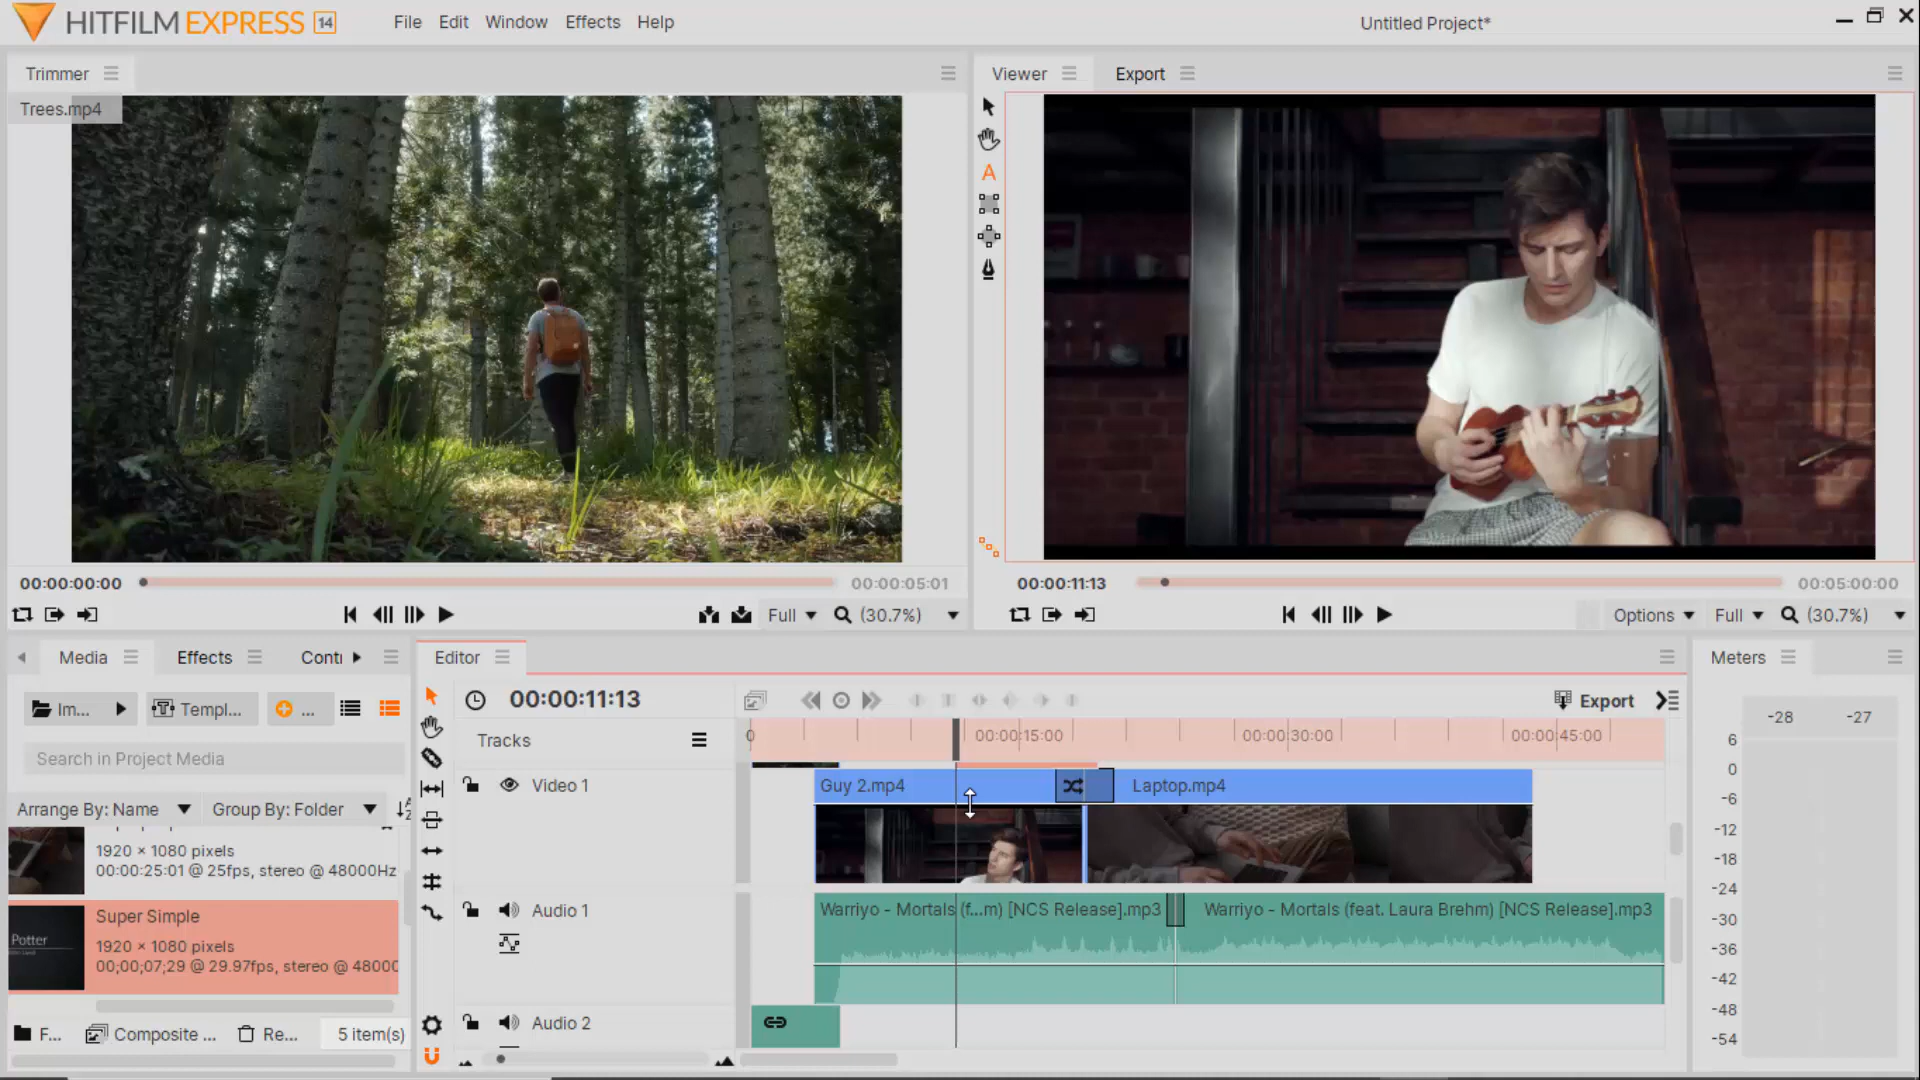 HITFILM EXPRESS 14
File Edit Window Effects Help
Untitled Project*
Trimmer
Viewer
Export
Trees.mp4
A
00:00:00:00
00:00:05:01
00:00:11:13
00:05:00:00
Full
(30.7%)
Options
Full
(30.7%)
Media
Effects
Conti
Editor
Meters
Im...
Templ...
...
00:00:11:13
Export
-28
-27
Search in Project Media
Tracks
0
00:00:15:00
00:00:30:00
00:00:45:00
Arrange By: Name
Group By: Folder
1920 × 1080 pixels
00:00:25:01 @ 25fps, stereo @ 48000Hz
Super Simple
1920 × 1080 pixels
00;00;07;29 @ 29.97fps, stereo @ 48000
Potter
F...
Composite ...
Re...
5 item(s)
Video 1
Guy 2.mp4
Laptop.mp4
Audio 1
Warriyo - Mortals (f...m) [NCS Release].mp3
Warriyo - Mortals (feat. Laura Brehm) [NCS Release].mp3
Audio 2
6
0
-6
-12
-18
-24
-30
-36
-42
-48
-54